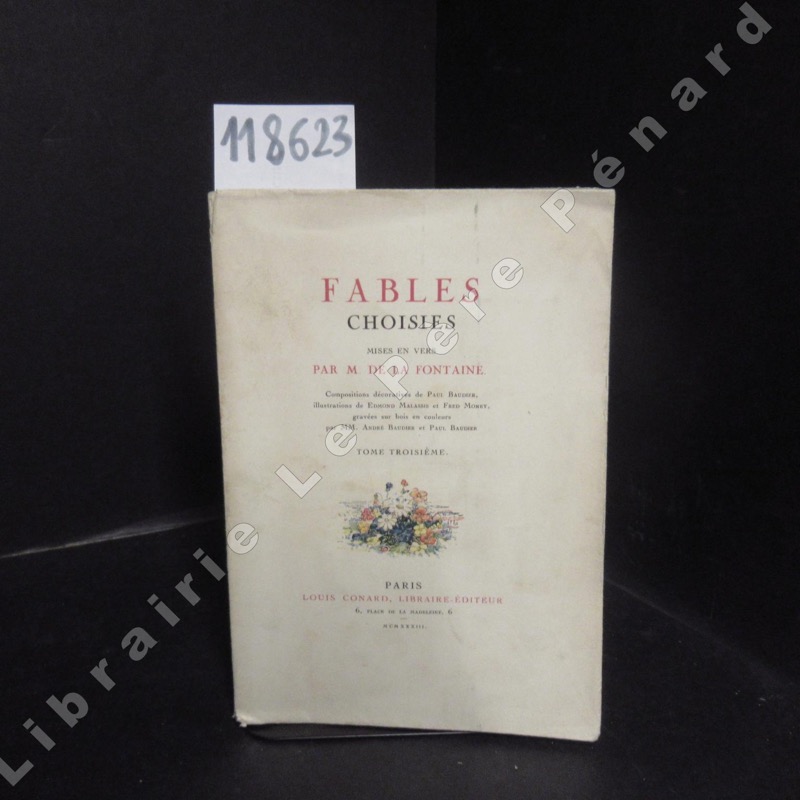 118623
FABLES
CHOISIES
MISES EN VERS
PAR M. DE LA FONTAINE
Compositions décoratives de PAUL BAUDIER,
illustrations de EDMOND MALASSIS et FRED MONEY,
gravées sur bois en couleurs
par MM. ANDRÉ BAUDIER et PAUL BAUDIER
TOME TROISIÈME.
PARIS
LOUIS CONARD, LIBRAIRE-ÉDITEUR
6, PLACE DE LA MADELEINE, 6
MCMXXXIII.
Librairie Le Père Pénard